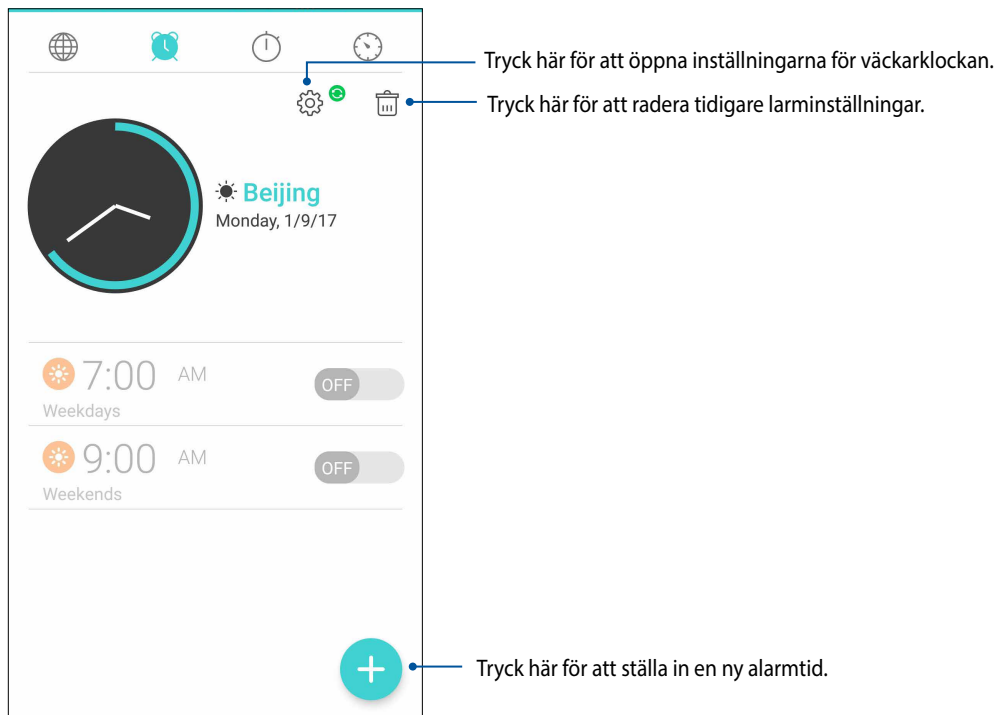 Tryck här för att öppna inställningarna för väckarklockan.
Tryck här för att radera tidigare larminställningar.
Beijing
Monday, 1/9/17
7:00 AM
OFF
Weekdays
9:00 AM
OFF
Weekends
Tryck här för att ställa in en ny alarmtid.